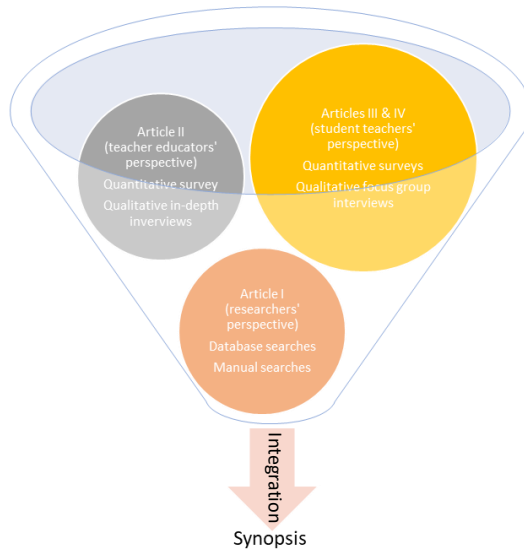 Article II
(teacher educators'
perspective)
Quantitative survey
Qualitative in-depth
inverviews
Articles III & IV
(student teachers'
perspective)
Quantitative surveys
Qualitative focus group
interviews
Article I
(researchers'
perspective)
Database searches
Manual searches
Integration
Synopsis